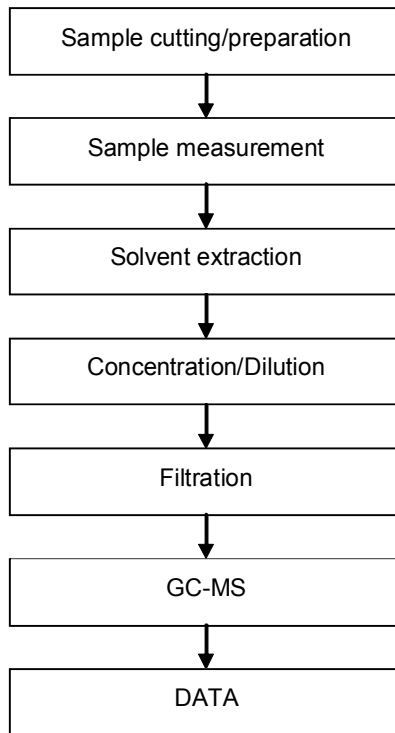 Sample cutting/preparation
Sample measurement
Solvent extraction
Concentration/Dilution
Filtration
GC-MS
DATA